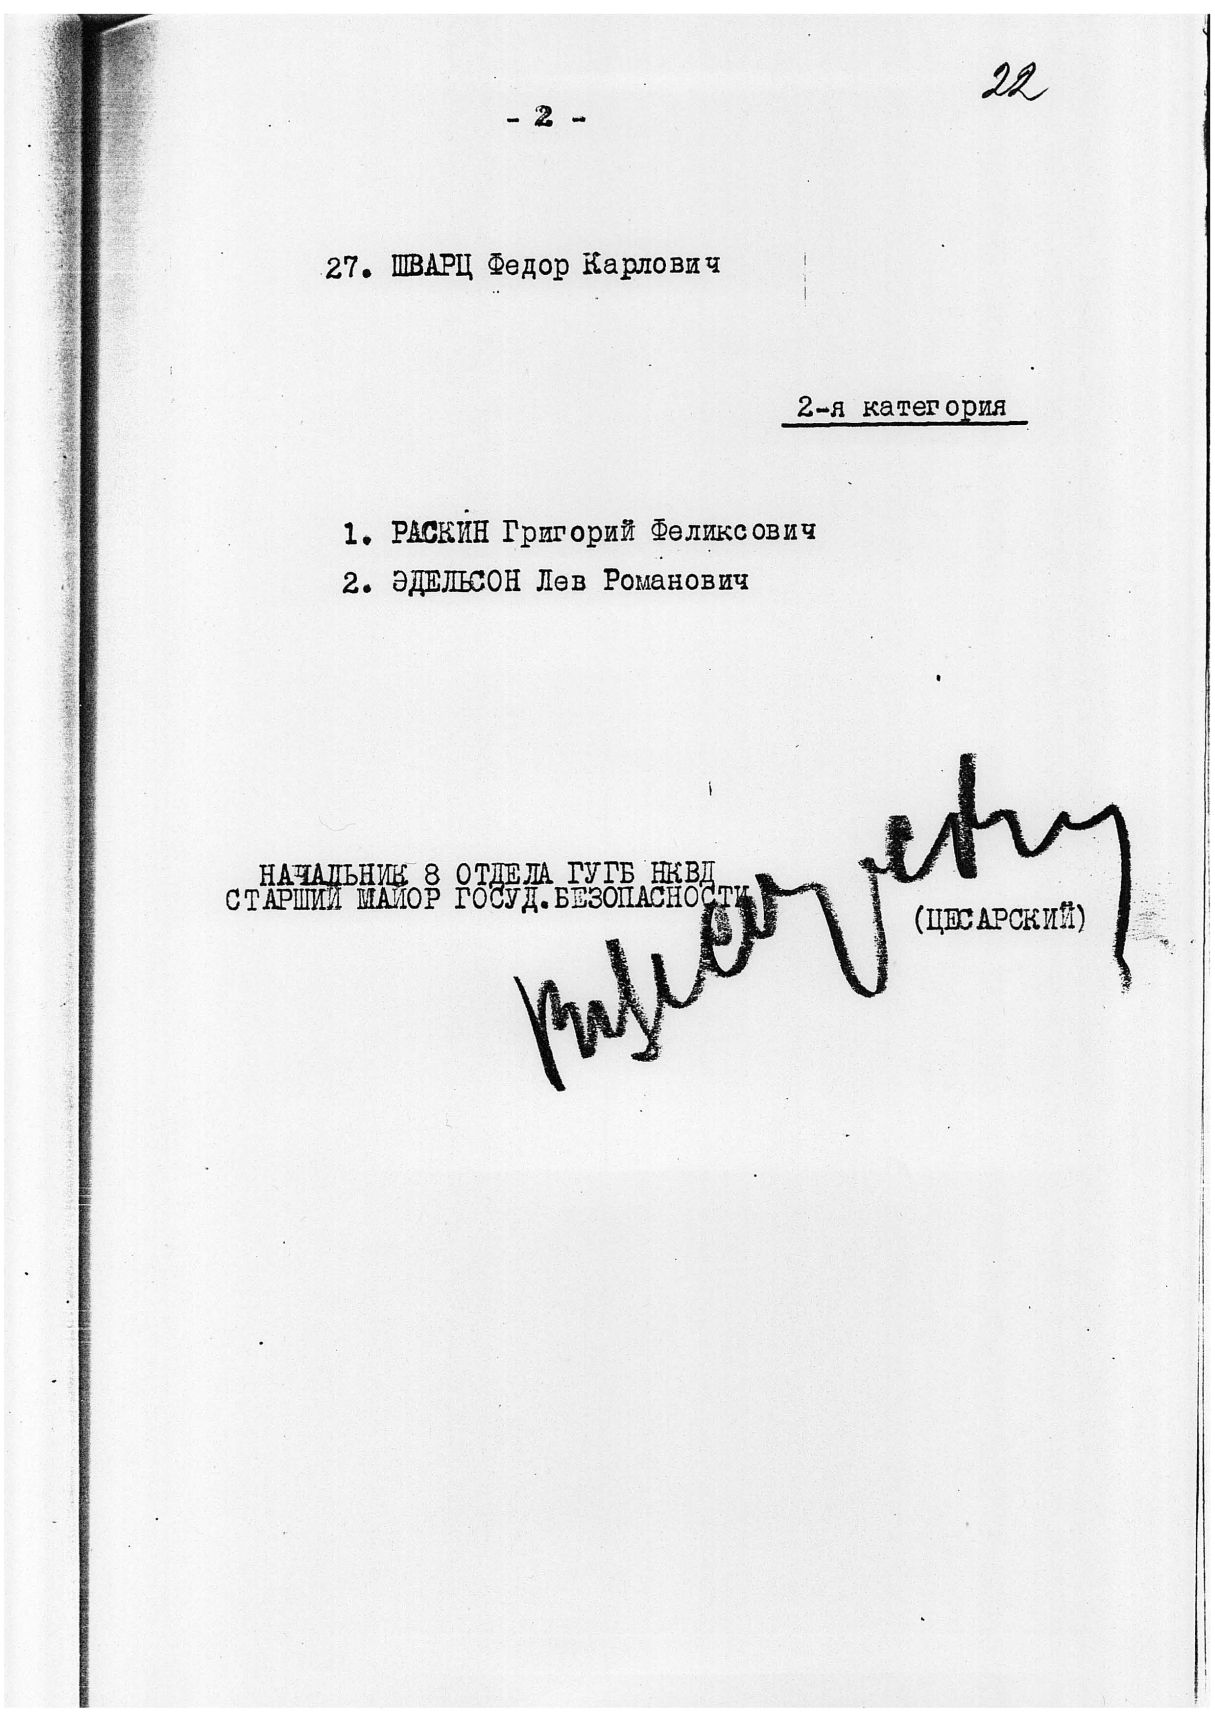 22
- 2 -
27. ШВАРЦ Федор Карлович
2-я категория
1. РАСКИН Григорий Феликсович
2. ЭДЕЛЬСОН Лев Романович
НАЧАЛЬНИК 8 ОТДЕЛА ГУГБ НКВД
СТАРШИЙ МАЙОР ГОСУД.БЕЗОПАСНОСТИ
(ЦЕСАРСКИЙ)